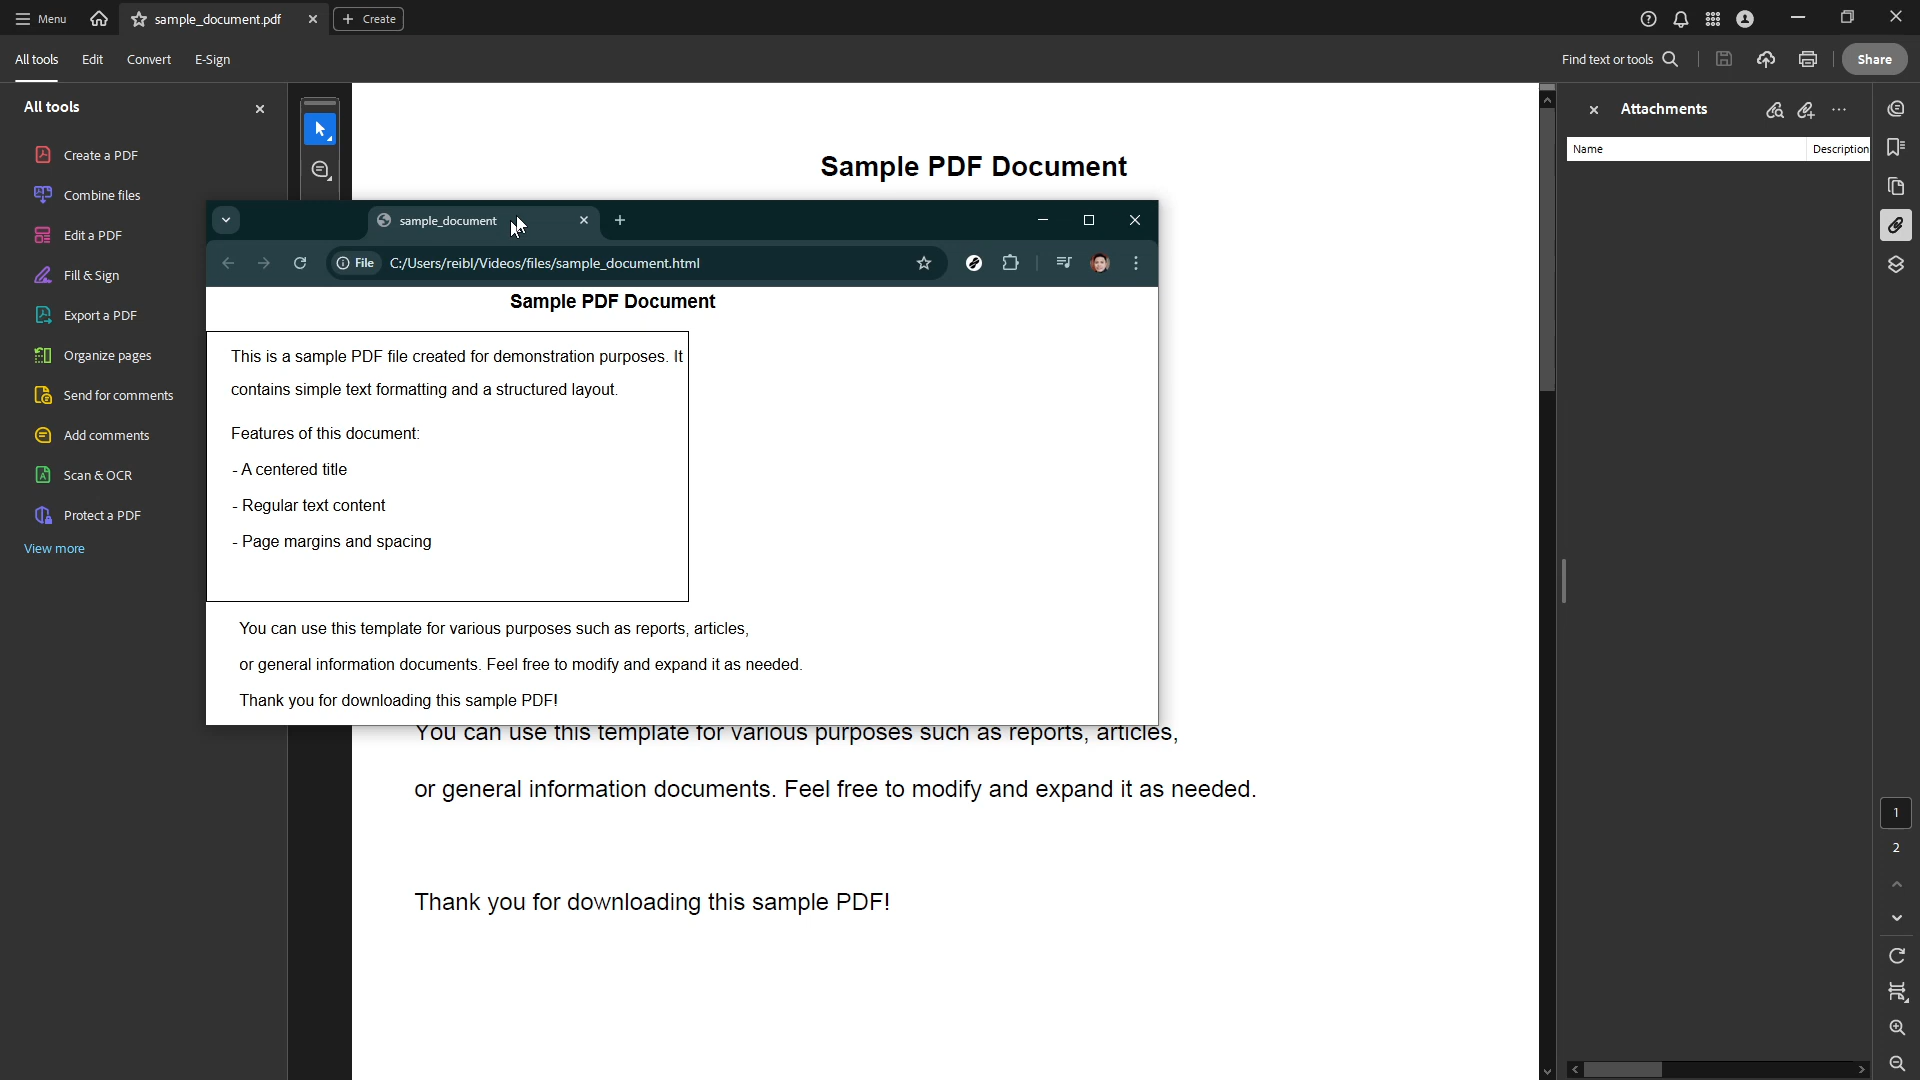 Menu
sample_document.pdf
Create
All tools
Edit
Convert
E-Sign
Find text or tools
Share
All tools
Create a PDF
Combine files
Edit a PDF
Fill & Sign
Export a PDF
Organize pages
Send for comments
Add comments
Scan & OCR
Protect a PDF
View more
Sample PDF Document
sample_document
File
C:/Users/reibl/Videos/files/sample_document.html
Sample PDF Document
This is a sample PDF file created for demonstration purposes. It
contains simple text formatting and a structured layout.
Features of this document:
- A centered title
- Regular text content
- Page margins and spacing
You can use this template for various purposes such as reports, articles,
or general information documents. Feel free to modify and expand it as needed.
Thank you for downloading this sample PDF!
You can use this template for various purposes such as reports, articles,
or general information documents. Feel free to modify and expand it as needed.
Thank you for downloading this sample PDF!
Attachments
Name
Description
1
2